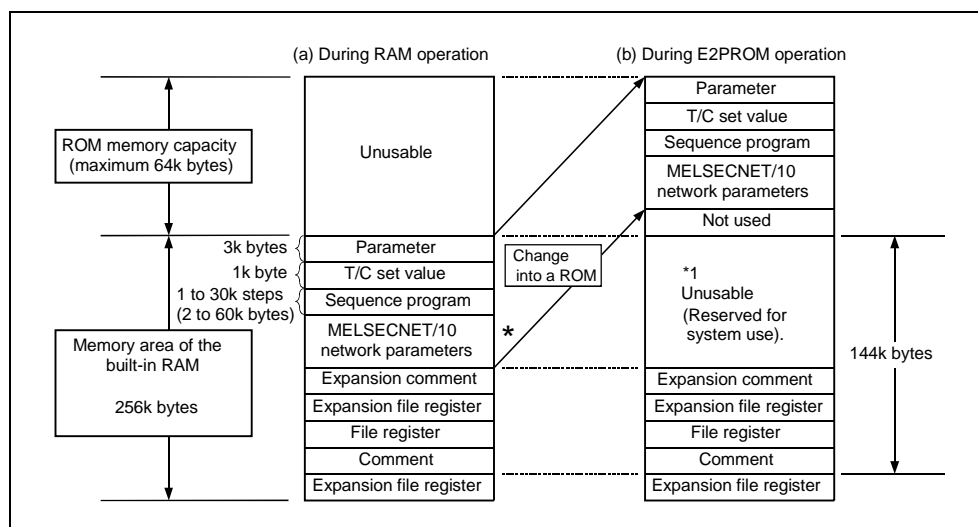 (a) During RAM operation
(b) During E2PROM operation
ROM memory capacity
(maximum 64k bytes)
Unusable
Parameter
T/C set value
Sequence program
MELSECNET/10
network parameters
Not used
3k bytes
1k byte
1 to 30k steps
(2 to 60k bytes)
Memory area of the
built-in RAM
256k bytes
Parameter
T/C set value
Sequence program
MELSECNET/10
network parameters
Expansion comment
Expansion file register
File register
Comment
Expansion file register
Change
into a ROM
*
*1
Unusable
(Reserved for
system use).
Expansion comment
Expansion file register
File register
Comment
Expansion file register
144k bytes